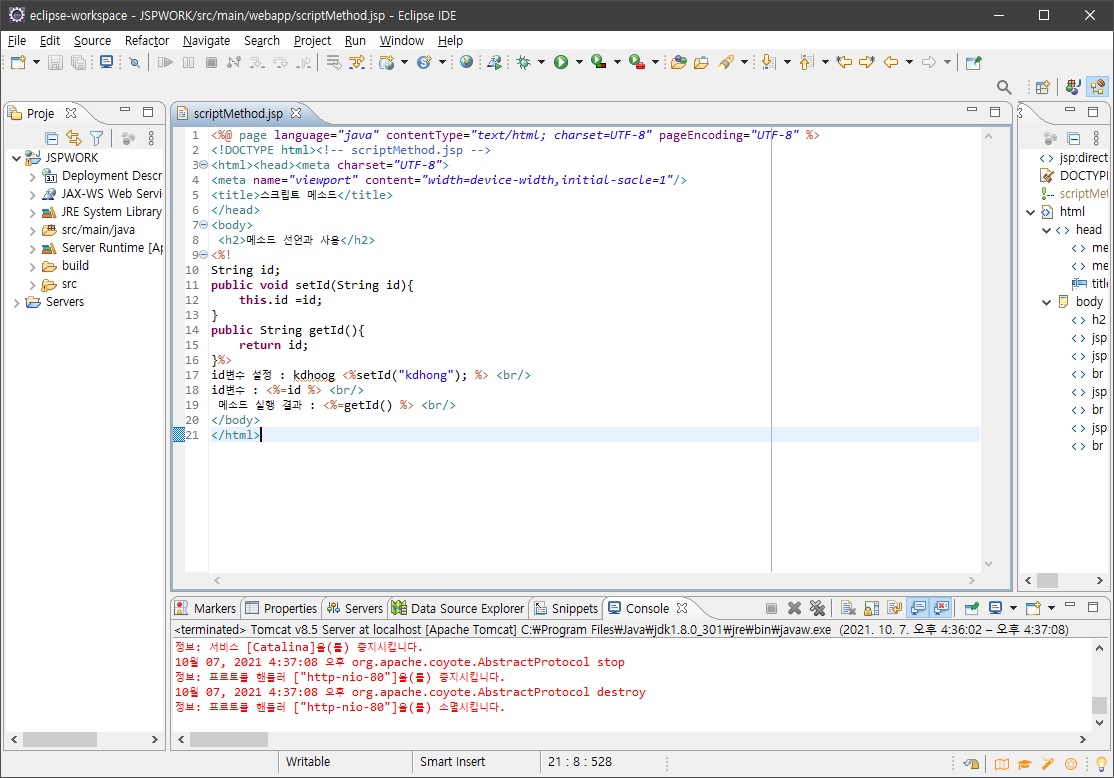 eclipse-workspace - JSPWORK/src/main/webapp/scriptMethod.jsp - Eclipse IDE
File Edit Source Refactor Navigate Search Project Run Window Help
Proje
JSPWORK
Deployment Descr
JAX-WS Web Servi
JRE System Library
src/main/java
Server Runtime [Ap
build
src
Servers
scriptMethod.jsp
1 <%@ page language="java" contentType="text/html; charset=UTF-8" pageEncoding="UTF-8" %>
2 <!DOCTYPE html><!-- scriptMethod.jsp -->
3 <html><head><meta charset="UTF-8">
4 <meta name="viewport" content="width=device-width,initial-sacle=1"/>
5 <title>스크립트 메소드</title>
6 </head>
7 <body>
8 <h2>메소드 선언과 사용</h2>
9 <%!
10 String id;
11 public void setId(String id){
12 this.id =id;
13 }
14 public String getId(){
15 return id;
16 }%>
17 id변수 설정 : kdhoog <%setId("kdhong"); %> <br/>
18 id변수 : <%=id %> <br/>
19 메소드 실행 결과 : <%=getId() %> <br/>
20 </body>
21 </html>
jsp:direct
DOCTYPI
scriptMet
html
head
me
me
title
body
h2
jsp
jsp
br
jsp
br
jsp
br
Markers Properties Servers Data Source Explorer Snippets Console
<terminated> Tomcat v8.5 Server at localhost [Apache Tomcat] C:₩Program Files₩Java₩jdk1.8.0_301₩jre₩bin₩javaw.exe (2021. 10. 7. 오후 4:36:02 – 오후 4:37:08)
정보: 서비스 [Catalina]을(를) 중지시킵니다.
10월 07, 2021 4:37:08 오후 org.apache.coyote.AbstractProtocol stop
정보: 프로토콜 핸들러 ["http-nio-80"]을(를) 중지시킵니다.
10월 07, 2021 4:37:08 오후 org.apache.coyote.AbstractProtocol destroy
정보: 프로토콜 핸들러 ["http-nio-80"]을(를) 소멸시킵니다.
Writable Smart Insert 21 : 8 : 528